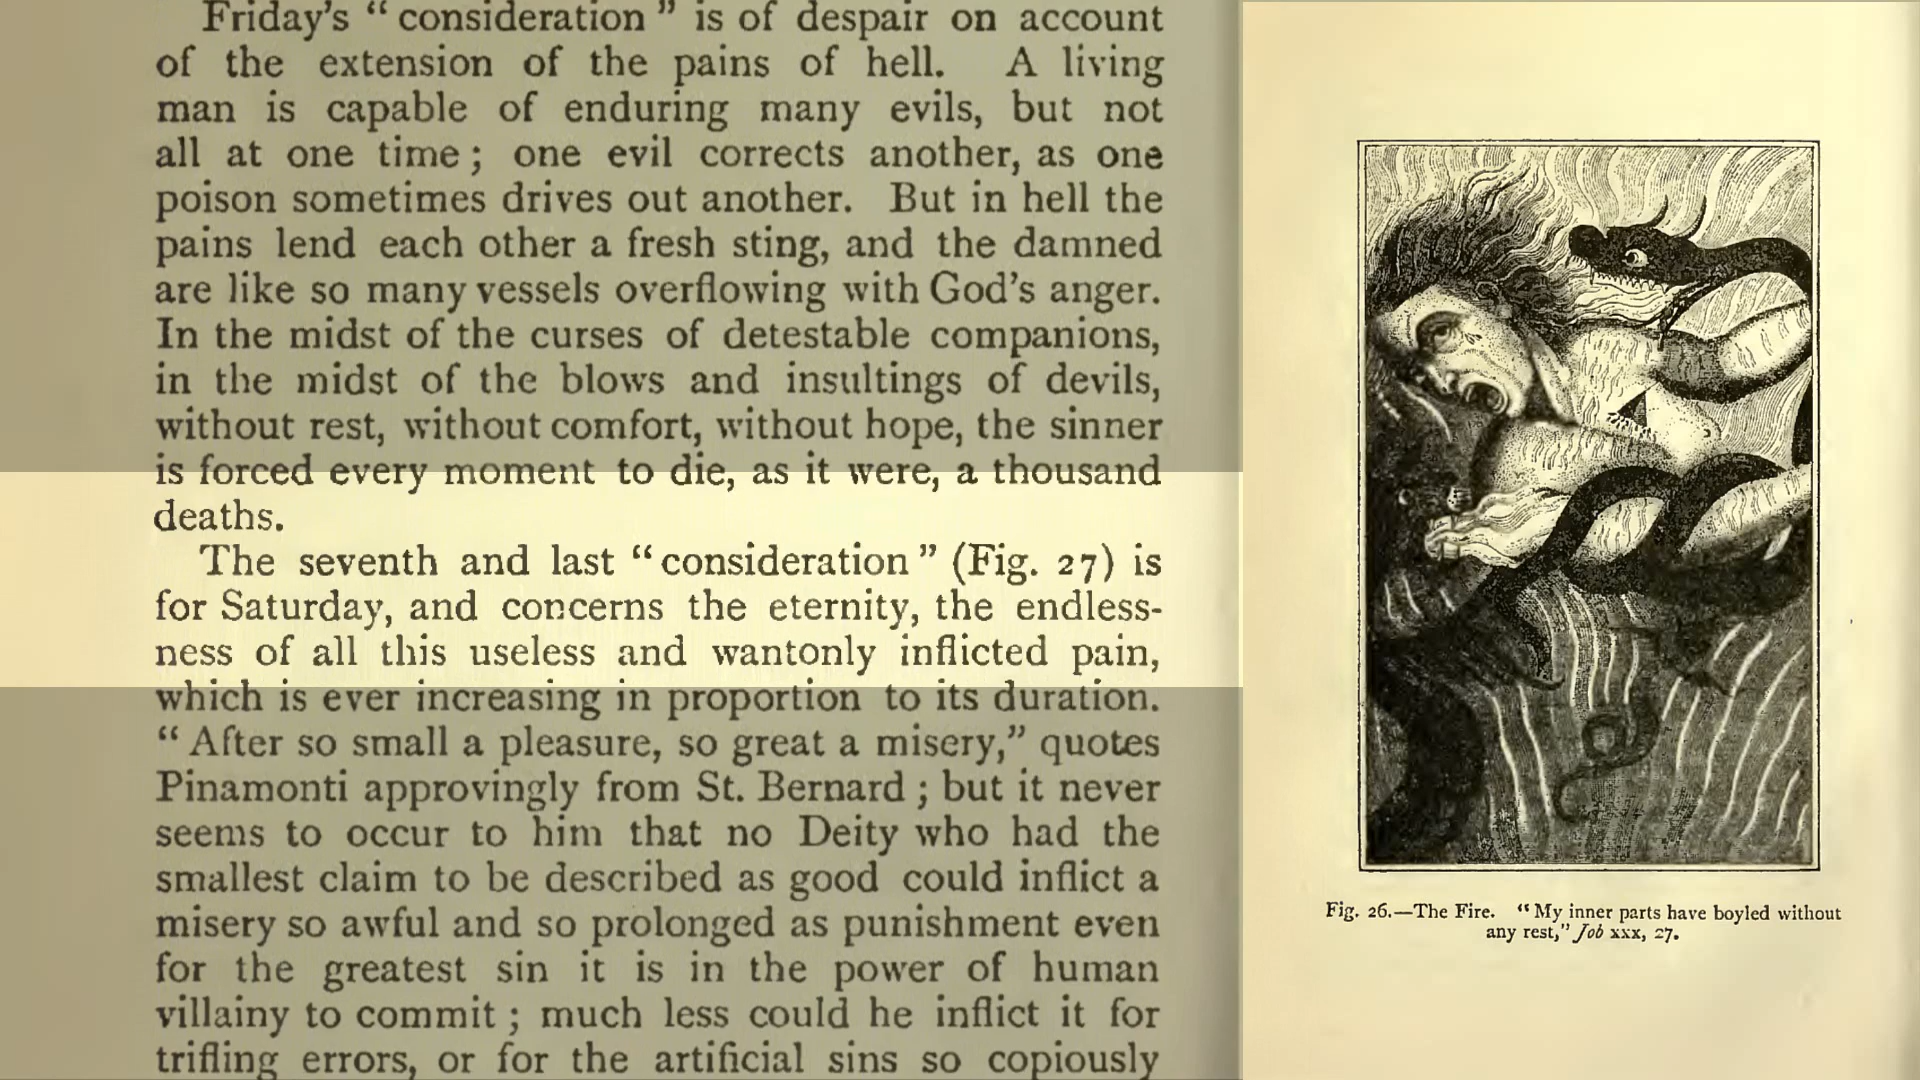 Friday's “ consideration ” is of despair on account
of the extension of the pains of hell. A living
man is capable of enduring many evils, but not
all at one time ; one evil corrects another, as one
poison sometimes drives out another. But in hell the
pains lend each other a fresh sting, and the damned
are like so many vessels overflowing with God's anger.
In the midst of the curses of detestable companions,
in the midst of the blows and insultings of devils,
without rest, without comfort, without hope, the sinner
is forced every moment to die, as it were, a thousand
deaths.
The seventh and last “ consideration ” (Fig. 27) is
for Saturday, and concerns the eternity, the endless-
ness of all this useless and wantonly inflicted pain,
which is ever increasing in proportion to its duration.
“ After so small a pleasure, so great a misery,” quotes
Pinamonti approvingly from St. Bernard ; but it never
seems to occur to him that no Deity who had the
smallest claim to be described as good could inflict a
misery so awful and so prolonged as punishment even
for the greatest sin it is in the power of human
villainy to commit ; much less could he inflict it for
trifling errors, or for the artificial sins so copiously
Fig. 26.—The Fire. “ My inner parts have boyled without
any rest,” Job xxx, 27.